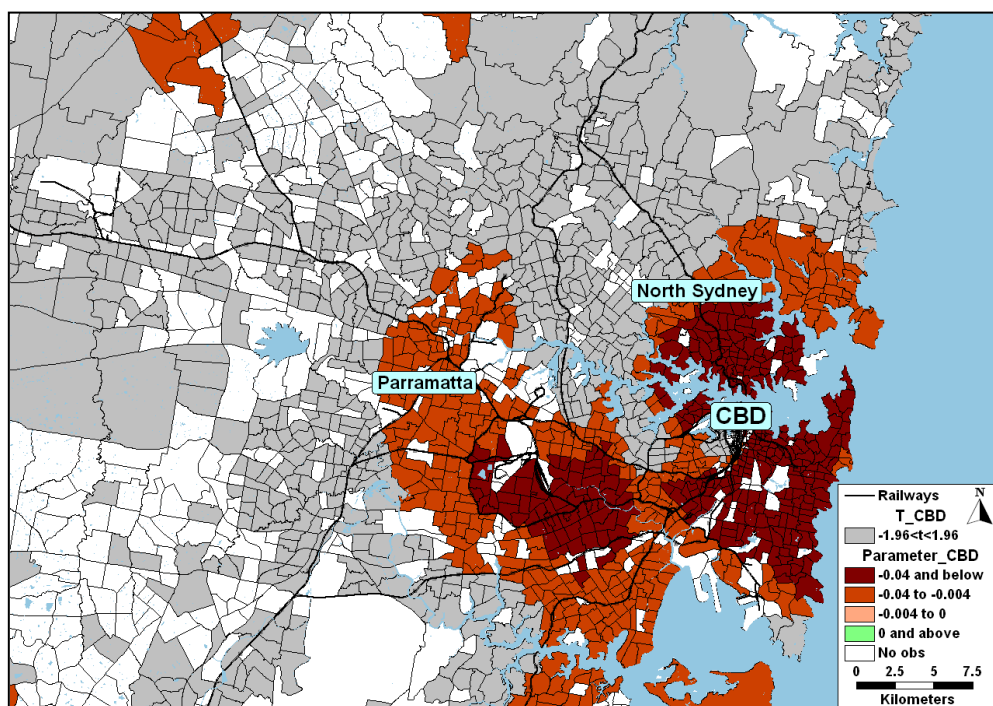 North Sydney
Parramatta
CBD
Railways
N
T_CBD
-1.96<t<1.96
Parameter_CBD
-0.04 and below
-0.04 to -0.004
-0.004 to 0
0 and above
No obs
0 2.5 5 7.5
Kilometers